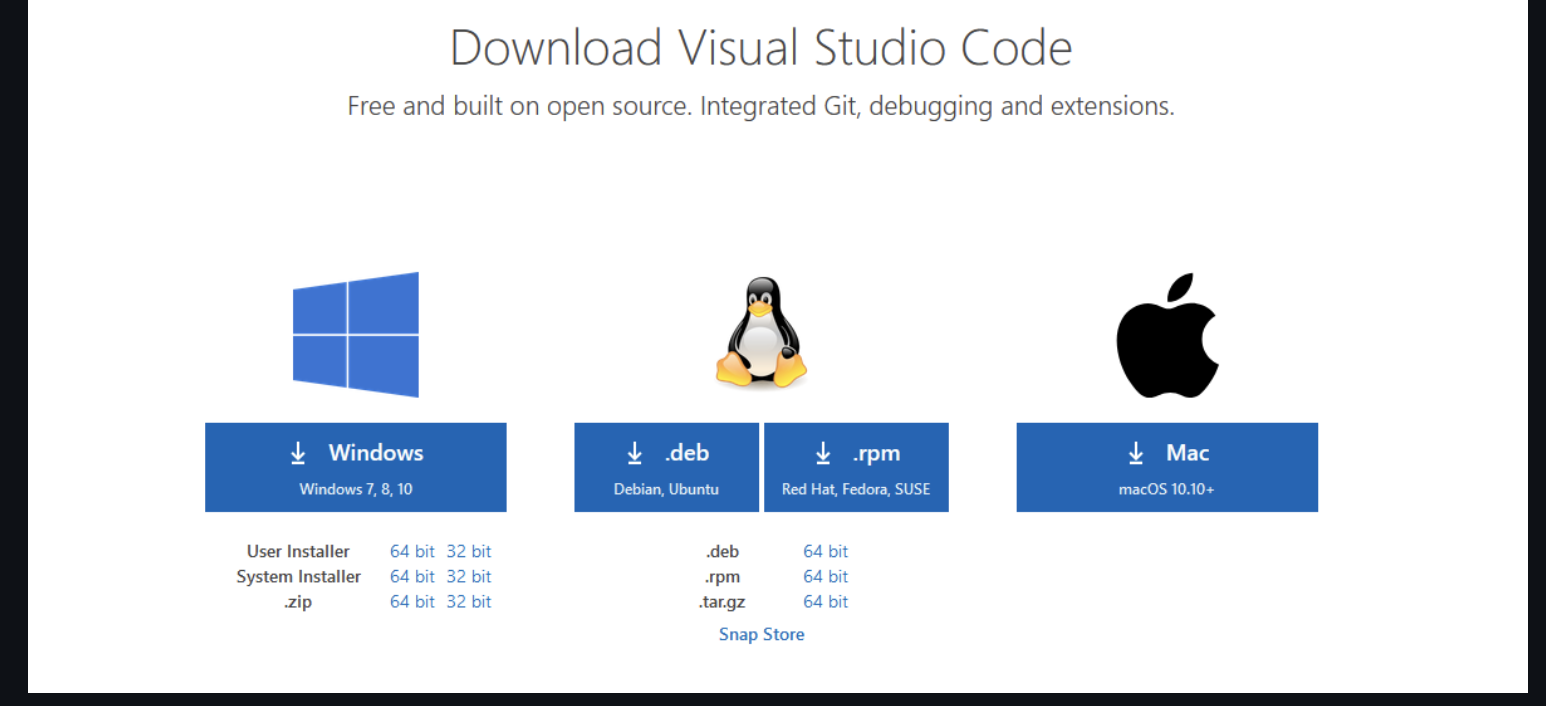 Download Visual Studio Code
Free and built on open source. Integrated Git, debugging and extensions.
Windows
Windows 7, 8, 10
.deb
Debian, Ubuntu
.rpm
Red Hat, Fedora, SUSE
Mac
macOS 10.10+
User Installer 64 bit 32 bit
System Installer 64 bit 32 bit
.zip 64 bit 32 bit
.deb 64 bit
.rpm 64 bit
.tar.gz 64 bit
Snap Store